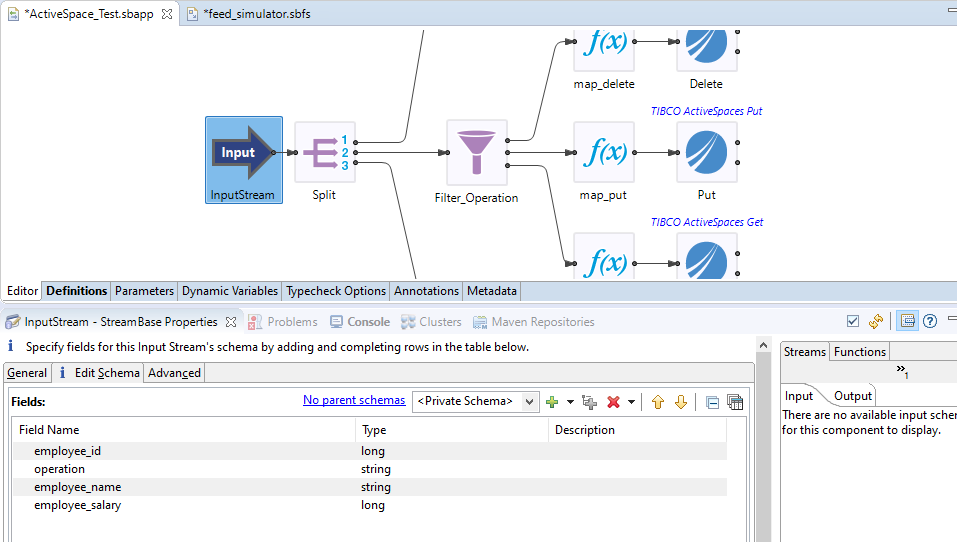 *ActiveSpace_Test.sbapp
*feed_simulator.sbfs
f(x)
map_delete
Delete
TIBCO ActiveSpaces Put
Input
InputStream
1
2
3
Split
Filter_Operation
f(x)
map_put
Put
TIBCO ActiveSpaces Get
f(x)
Editor Definitions Parameters Dynamic Variables Typecheck Options Annotations Metadata
InputStream - StreamBase Properties Problems Console Clusters Maven Repositories
Specify fields for this Input Stream's schema by adding and completing rows in the table below.
General Edit Schema Advanced
Fields: No parent schemas <Private Schema>
Field Name Type Description
employee_id long
operation string
employee_name string
employee_salary long
Streams Functions
»1
Input Output
There are no available input schem
for this component to display.